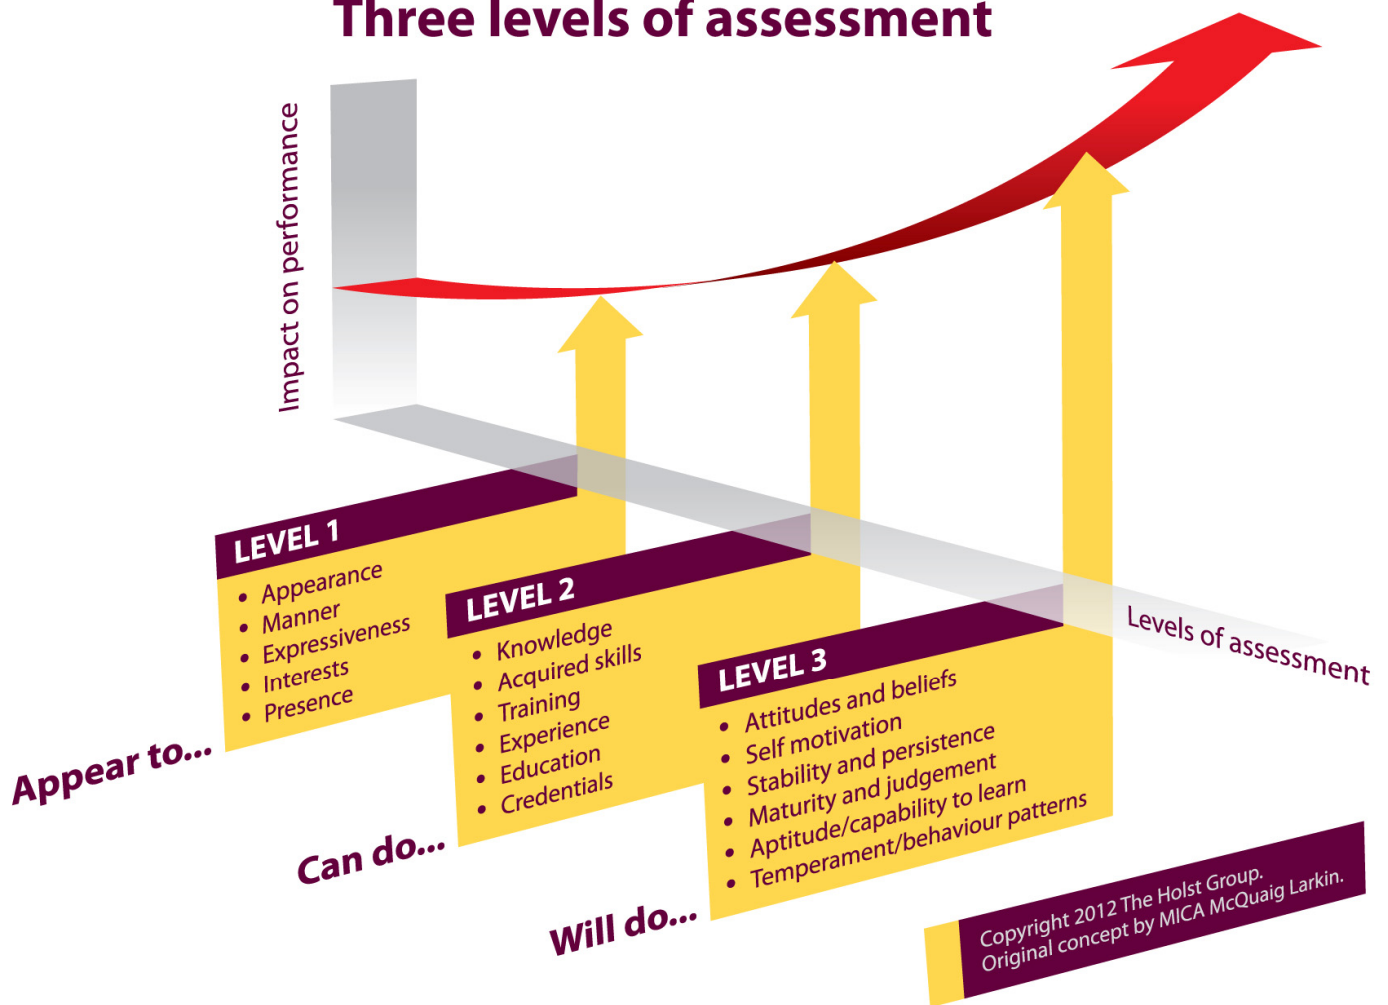 Three levels of assessment
Impact on performance
LEVEL 1
• Appearance
• Manner
• Expressiveness
• Interests
• Presence
Appear to...
LEVEL 2
• Knowledge
• Acquired skills
• Training
• Experience
• Education
• Credentials
Can do...
LEVEL 3
• Attitudes and beliefs
• Self motivation
• Stability and persistence
• Maturity and judgement
• Aptitude/capability to learn
• Temperament/behaviour patterns
Will do...
Levels of assessment
Copyright 2012 The Holst Group.
Original concept by MICA McQuaig Larkin.